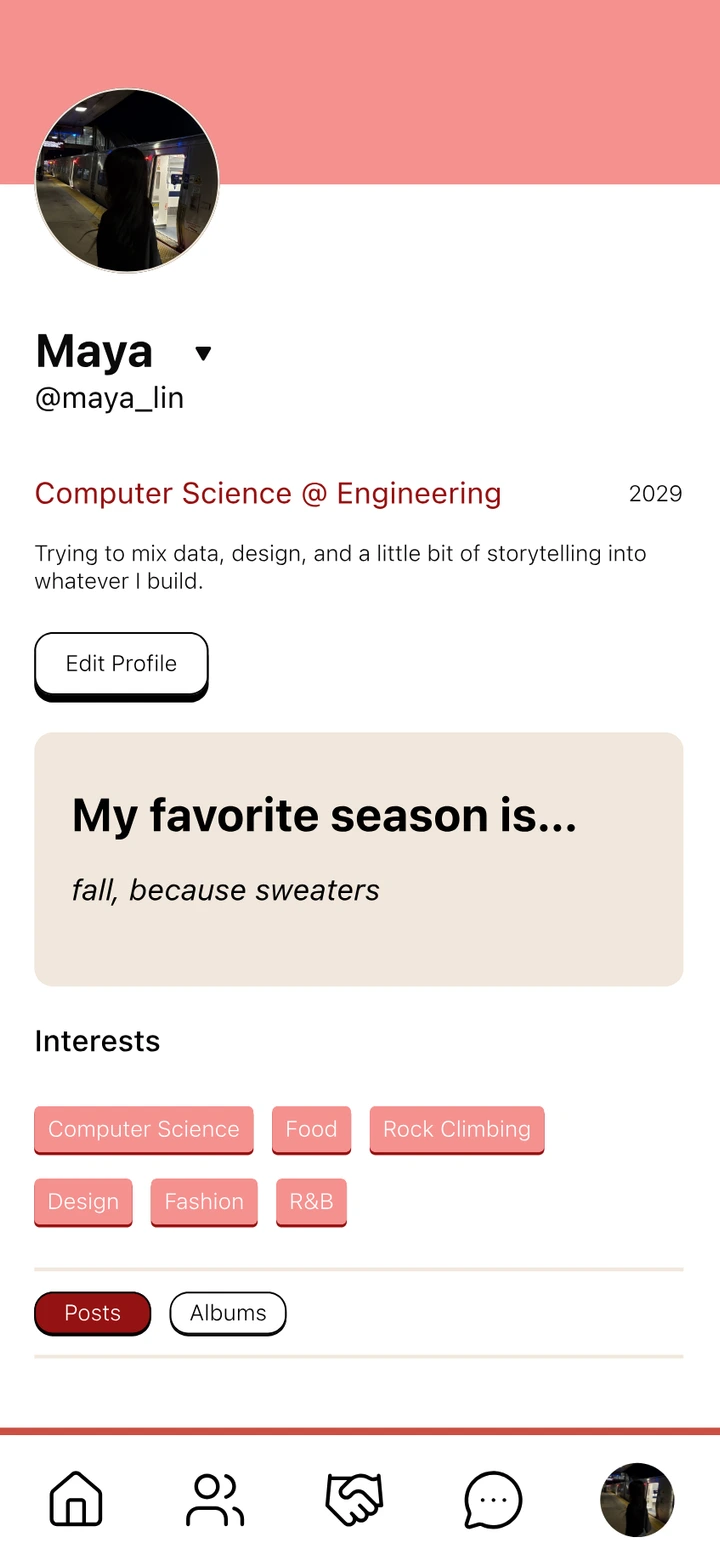 Maya
@maya_lin
Computer Science @ Engineering 2029
Trying to mix data, design, and a little bit of storytelling into
whatever I build.
Edit Profile
My favorite season is...
fall, because sweaters
Interests
Computer Science Food Rock Climbing
Design Fashion R&B
Posts Albums